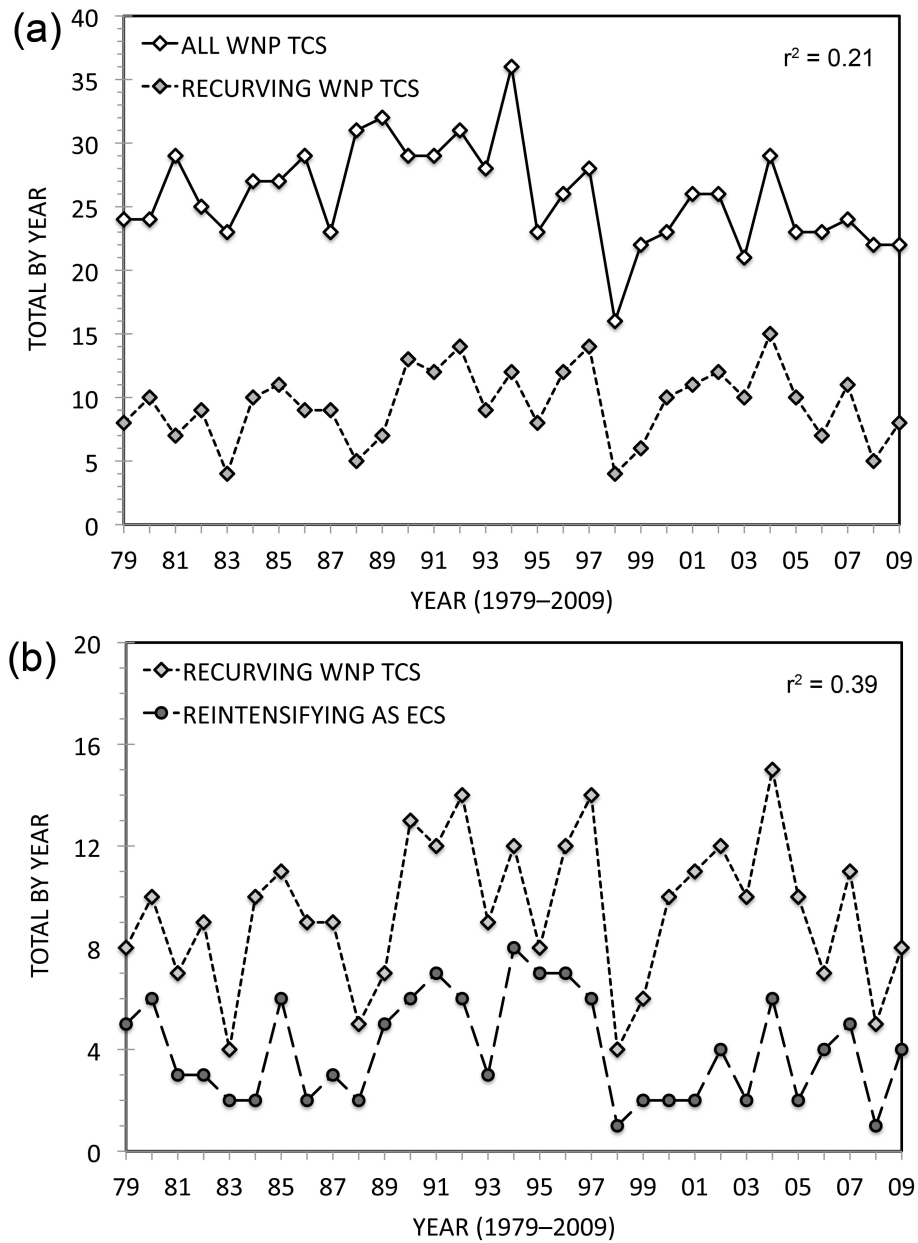 (a)
40
35
30
25
20
15
10
5
0
ALL WNP TCS
RECURVING WNP TCS
r² = 0.21
TOTAL BY YEAR
79 81 83 85 87 89 91 93 95 97 99 01 03 05 07 09
YEAR (1979–2009)
(b)
20
16
12
8
4
0
RECURVING WNP TCS
REINTENSIFYING AS ECS
r² = 0.39
TOTAL BY YEAR
79 81 83 85 87 89 91 93 95 97 99 01 03 05 07 09
YEAR (1979–2009)